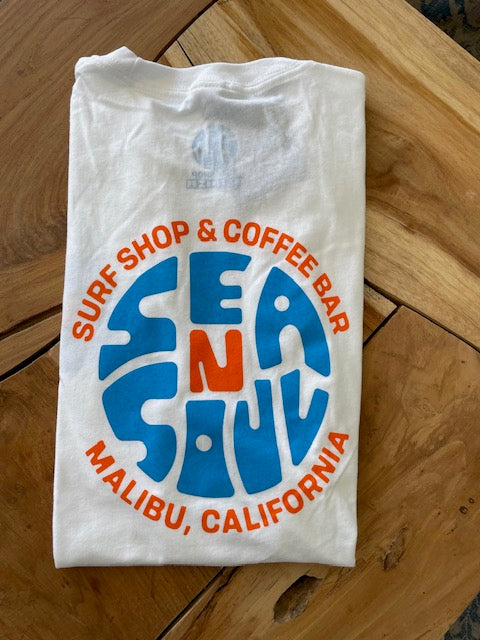 SURF SHOP & COFFEE BAR
SEA
N
SOUL
MALIBU, CALIFORNIA